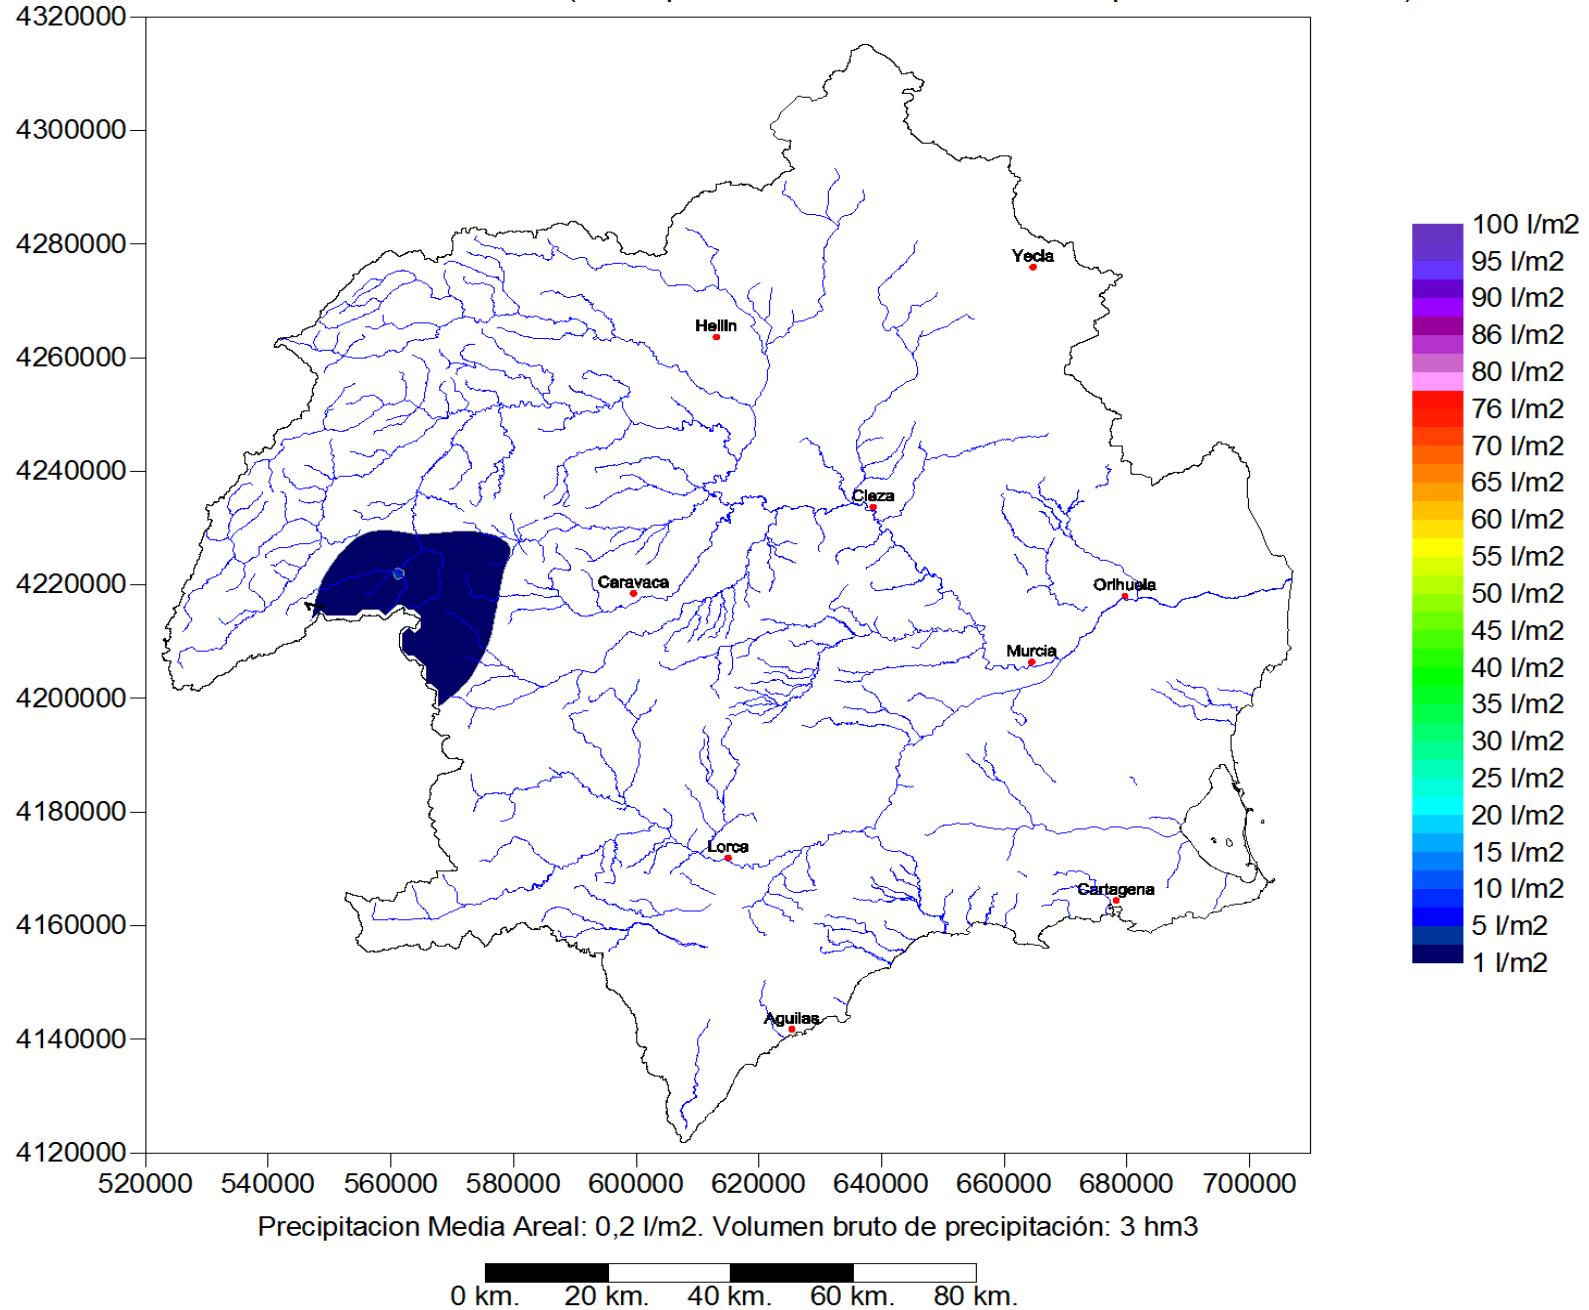 4320000
4300000
4280000
4260000
4240000
4220000
4200000
4180000
4160000
4140000
4120000
520000 540000 560000 580000 600000 620000 640000 660000 680000 700000
Yecla
Hellin
Cieza
Caravaca
Orihuela
Murcia
Lorca
Cartagena
Aguilas
1
100 l/m2
95 l/m2
90 l/m2
86 l/m2
80 l/m2
76 l/m2
70 l/m2
65 l/m2
60 l/m2
55 l/m2
50 l/m2
45 l/m2
40 l/m2
35 l/m2
30 l/m2
25 l/m2
20 l/m2
15 l/m2
10 l/m2
5 l/m2
1 l/m2
Precipitacion Media Areal: 0,2 l/m2. Volumen bruto de precipitación: 3 hm3
0 km. 20 km. 40 km. 60 km. 80 km.